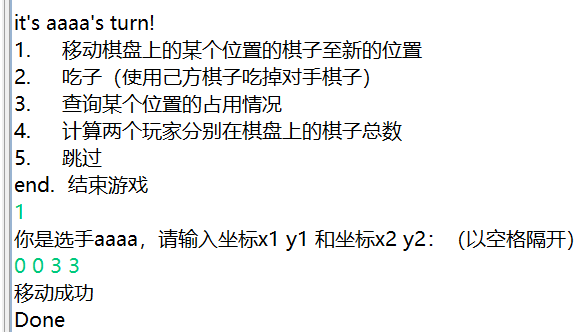 it's aaaa's turn!
1. 移动棋盘上的某个位置的棋子至新的位置
2. 吃子（使用己方棋子吃掉对手棋子）
3. 查询某个位置的占用情况
4. 计算两个玩家分别在棋盘上的棋子总数
5. 跳过
end. 结束游戏
1
你是选手aaaa，请输入坐标x1 y1 和坐标x2 y2：（以空格隔开）
0 0 3 3
移动成功
Done